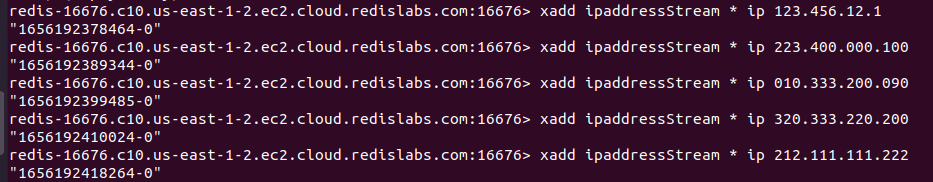 redis-16676.c10.us-east-1-2.ec2.cloud.redislabs.com:16676> xadd ipaddressStream * ip 123.456.12.1
"1656192378464-0"
redis-16676.c10.us-east-1-2.ec2.cloud.redislabs.com:16676> xadd ipaddressStream * ip 223.400.000.100
"1656192389344-0"
redis-16676.c10.us-east-1-2.ec2.cloud.redislabs.com:16676> xadd ipaddressStream * ip 010.333.200.090
"1656192399485-0"
redis-16676.c10.us-east-1-2.ec2.cloud.redislabs.com:16676> xadd ipaddressStream * ip 320.333.220.200
"1656192410024-0"
redis-16676.c10.us-east-1-2.ec2.cloud.redislabs.com:16676> xadd ipaddressStream * ip 212.111.111.222
"1656192418264-0"